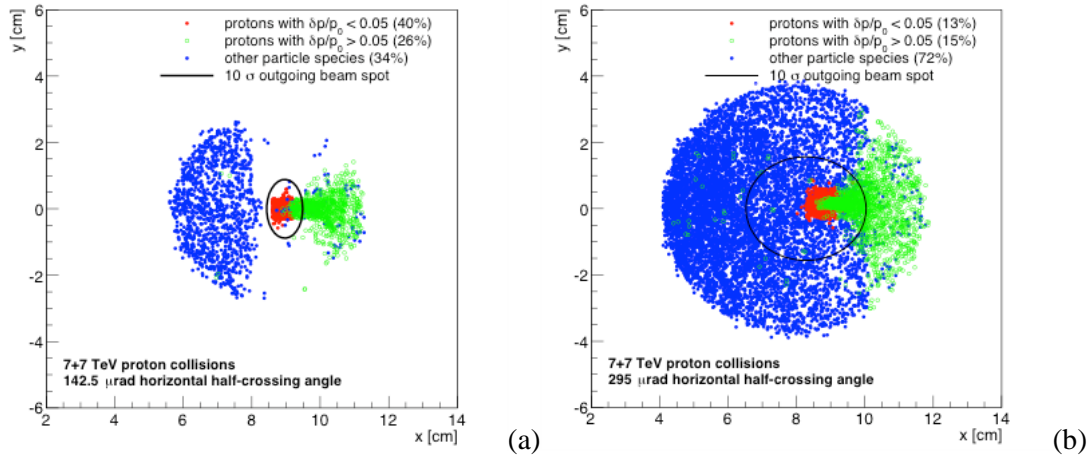 y [cm]
6
4
2
0
-2
-4
-6
protons with δp/p₀ < 0.05 (40%)
protons with δp/p₀ > 0.05 (26%)
other particle species (34%)
10 σ outgoing beam spot
7+7 TeV proton collisions
142.5 μrad horizontal half-crossing angle
2 4 6 8 10 12 14
x [cm]
(a)
y [cm]
6
4
2
0
-2
-4
-6
protons with δp/p₀ < 0.05 (13%)
protons with δp/p₀ > 0.05 (15%)
other particle species (72%)
10 σ outgoing beam spot
7+7 TeV proton collisions
295 μrad horizontal half-crossing angle
2 4 6 8 10 12 14
x [cm]
(b)